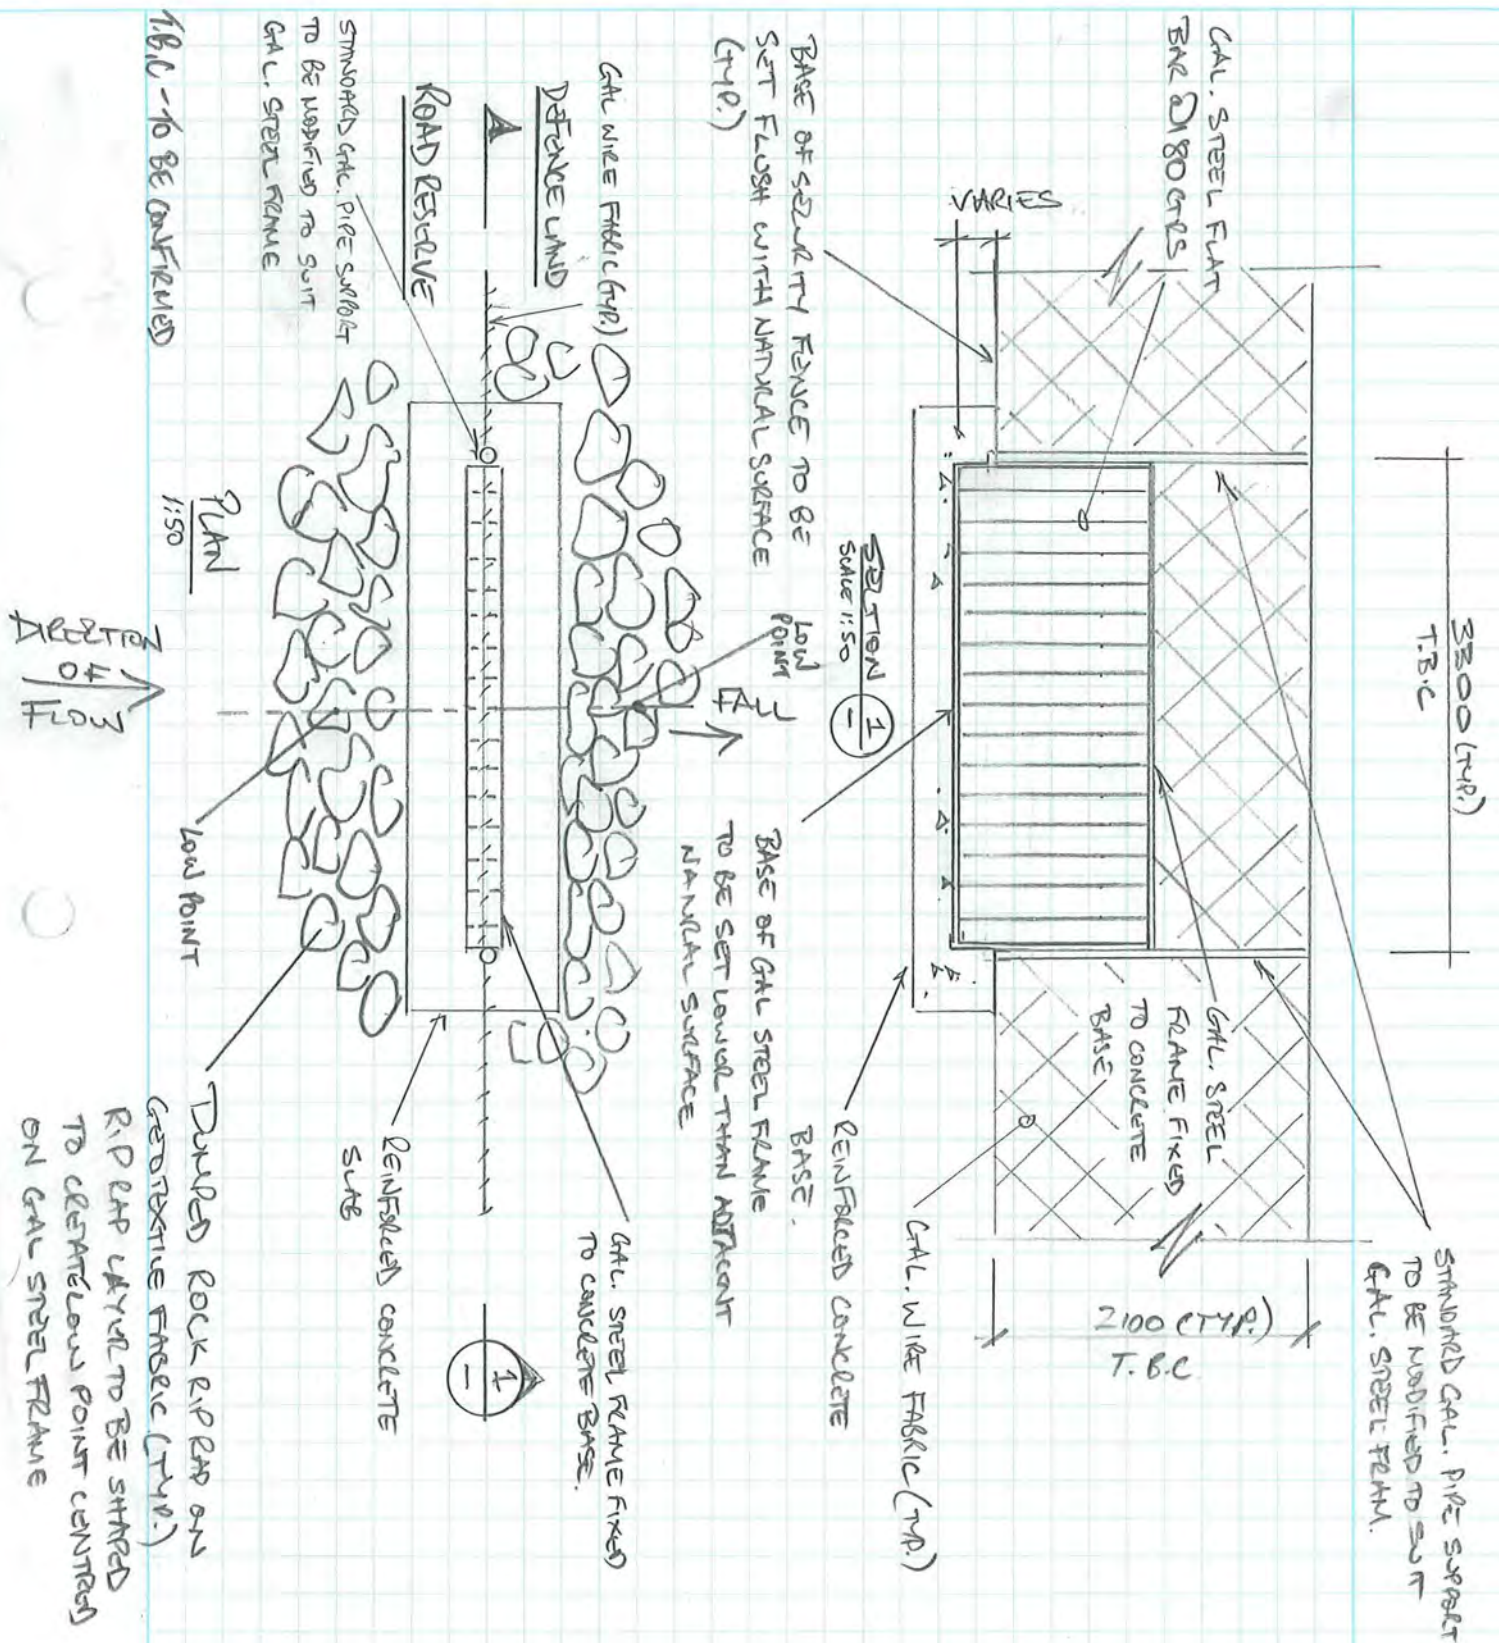 3300 (TYP.)
T.B.C
STANDARD GAL. PIPE SUPPORT
TO BE MODIFIED TO SUIT
GAL. STEEL FRAM.
GAL. STEEL FLAT
BAR @180 CTRS
VARIES
2100 (TYP.)
T.B.C
GAL. STEEL
FRAME FIXED
TO CONCRETE
BASE
GAL. WIRE FABRIC (TYP.)
REINFORCED CONCRETE
BASE.
SECTION
SCALE 1:50
1
-
BASE OF SECURITY FENCE TO BE
SET FLUSH WITH NATURAL SURFACE
(TYP.)
BASE OF GAL STEEL FRAME
TO BE SET LOWER THAN ADJACENT
NATURAL SURFACE
LOW
POINT
FALL
GAL WIRE FABRIC (TYP.)
DEFENCE LAND
ROAD RESERVE
GAL. STEEL FRAME FIXED
TO CONCRETE BASE.
1
-
STANDARD GAL. PIPE SUPPORT
TO BE MODIFIED TO SUIT
GAL. STEEL FRAME
REINFORCED CONCRETE
SLAB
LOW POINT
PLAN
1:50
DUMPED ROCK RIP RAP ON
GEOTEXTILE FABRIC (TYP.)
RIP RAP LAYER TO BE SHAPED
TO CREATE LOW POINT CENTRED
ON GAL STEEL FRAME
T.B.C - TO BE CONFIRMED
DIRECTION
OF
FLOW